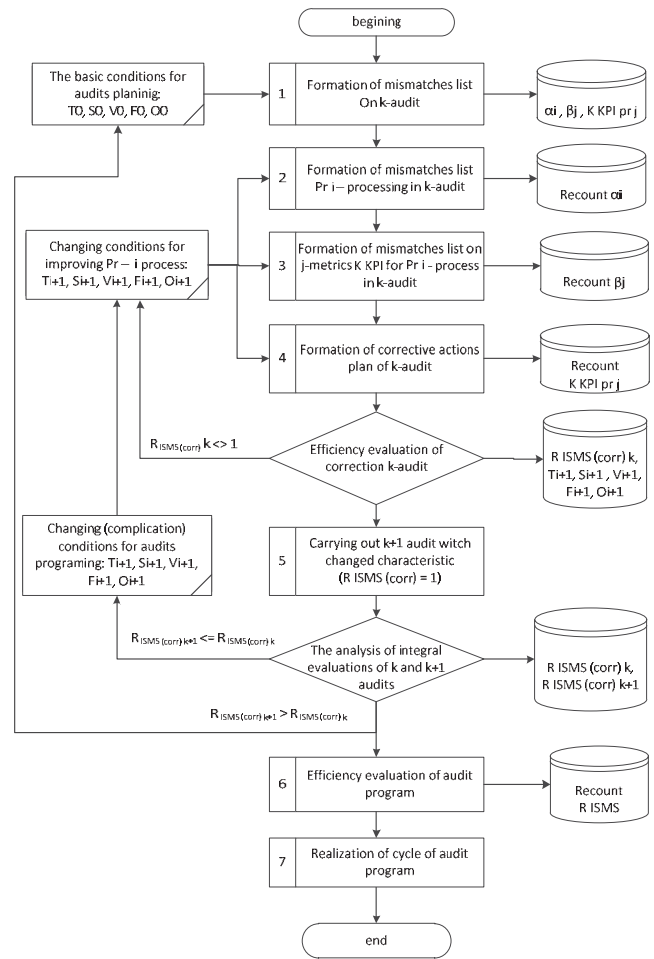 begining
The basic conditions for
audits planinig:
T0, S0, V0, F0, O0
1
Formation of mismatches list
On k-audit
αi , βj , K KPI pr j
2
Formation of mismatches list
Pr i – processing in k-audit
Recount αi
Changing conditions for
improving Pr – i process:
Ti+1, Si+1, Vi+1, Fi+1, Oi+1
3
Formation of mismatches list on
j-metrics K KPI for Pr i - process
in k-audit
Recount βj
4
Formation of corrective actions
plan of k-audit
Recount
K KPI pr j
R ISMS(corr) k <> 1
Efficiency evaluation of
correction k-audit
R ISMS (corr) k,
Ti+1, Si+1 , Vi+1,
Fi+1, Oi+1
Changing (complication)
conditions for audits
programing: Ti+1, Si+1, Vi+1,
Fi+1, Oi+1
5
Carrying out k+1 audit witch
changed characteristic
(R ISMS (corr) = 1)
R ISMS(corr) k+1 <= R ISMS(corr) k
The analysis of integral
evaluations of k and k+1
audits
R ISMS (corr) k,
R ISMS (corr) k+1
R ISMS(corr) k+1 > R ISMS(corr) k
6
Efficiency evaluation of audit
program
Recount
R ISMS
7
Realization of cycle of audit
program
end